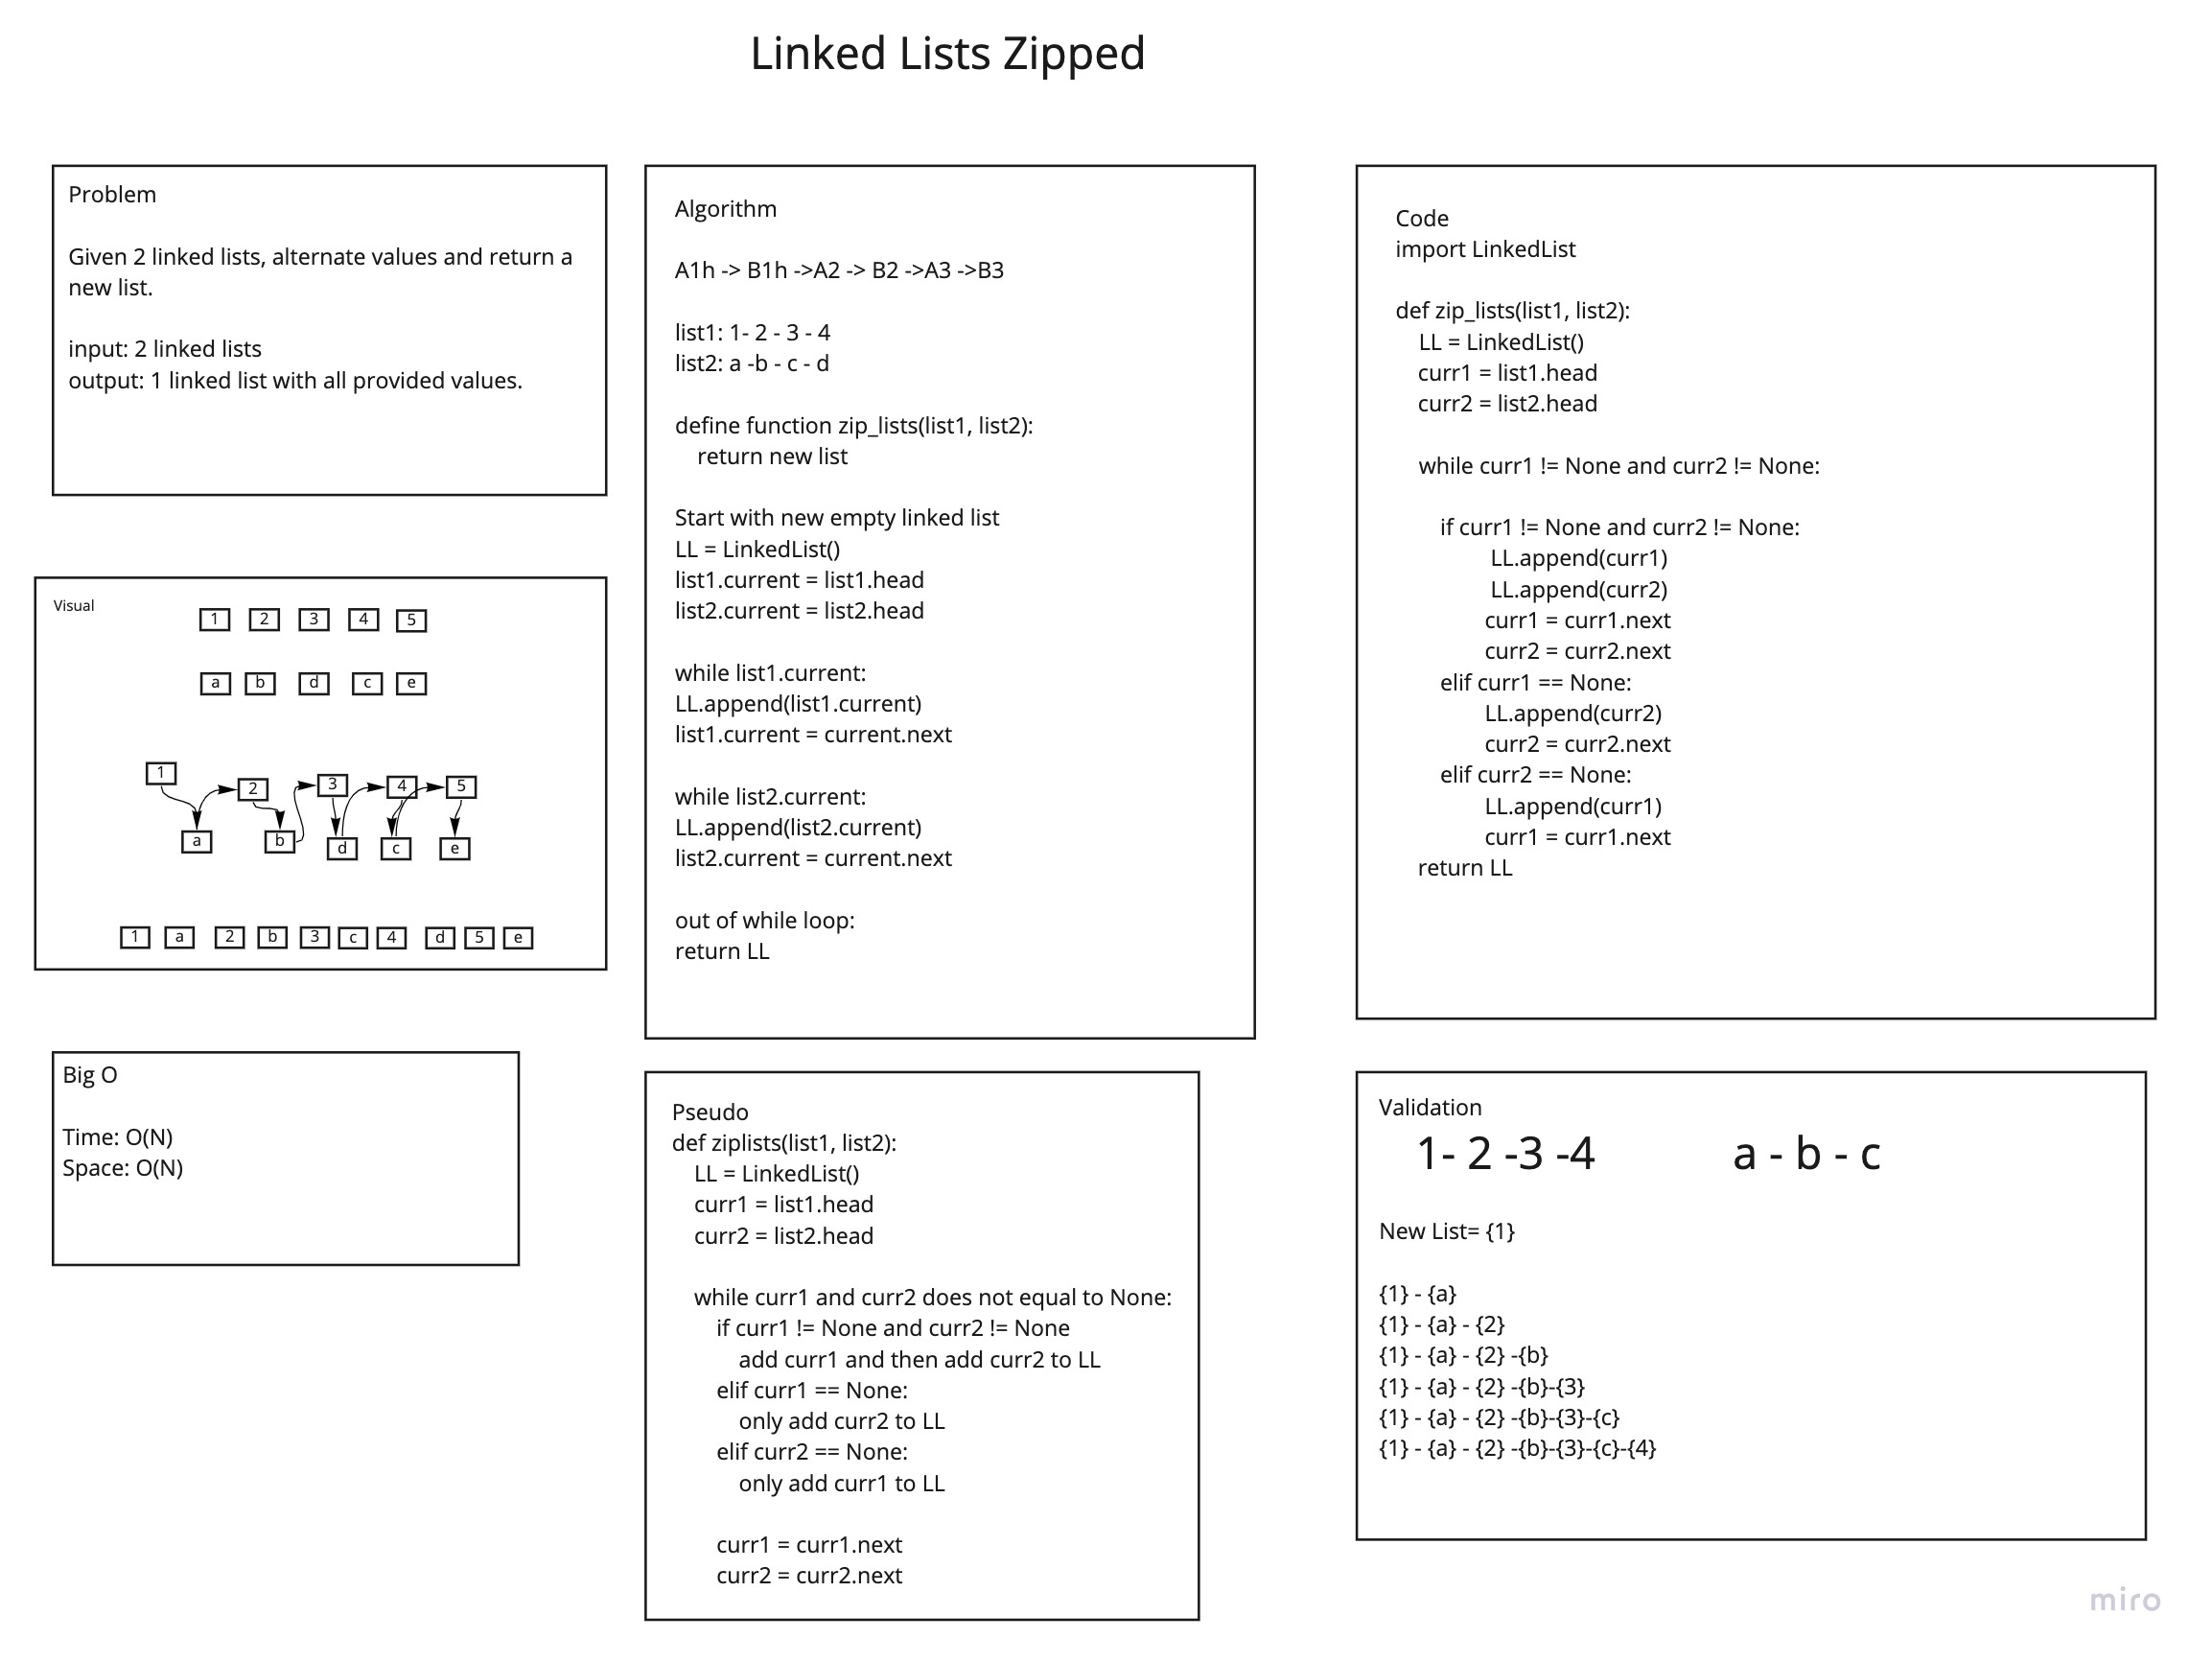 Linked Lists Zipped
Problem
Given 2 linked lists, alternate values and return a
new list.
input: 2 linked lists
output: 1 linked list with all provided values.
Visual
1 2 3 4 5
a b d c e
1 2 3 4 5
a b d c e
1 a 2 b 3 c 4 d 5 e
Big O
Time: O(N)
Space: O(N)
Algorithm
A1h -> B1h ->A2 -> B2 ->A3 ->B3
list1: 1- 2 - 3 - 4
list2: a -b - c - d
define function zip_lists(list1, list2):
return new list
Start with new empty linked list
LL = LinkedList()
list1.current = list1.head
list2.current = list2.head
while list1.current:
LL.append(list1.current)
list1.current = current.next
while list2.current:
LL.append(list2.current)
list2.current = current.next
out of while loop:
return LL
Pseudo
def ziplists(list1, list2):
LL = LinkedList()
curr1 = list1.head
curr2 = list2.head
while curr1 and curr2 does not equal to None:
if curr1 != None and curr2 != None
add curr1 and then add curr2 to LL
elif curr1 == None:
only add curr2 to LL
elif curr2 == None:
only add curr1 to LL
curr1 = curr1.next
curr2 = curr2.next
Code
import LinkedList
def zip_lists(list1, list2):
LL = LinkedList()
curr1 = list1.head
curr2 = list2.head
while curr1 != None and curr2 != None:
if curr1 != None and curr2 != None:
LL.append(curr1)
LL.append(curr2)
curr1 = curr1.next
curr2 = curr2.next
elif curr1 == None:
LL.append(curr2)
curr2 = curr2.next
elif curr2 == None:
LL.append(curr1)
curr1 = curr1.next
return LL
Validation
1- 2 -3 -4 a - b - c
New List= {1}
{1} - {a}
{1} - {a} - {2}
{1} - {a} - {2} -{b}
{1} - {a} - {2} -{b}-{3}
{1} - {a} - {2} -{b}-{3}-{c}
{1} - {a} - {2} -{b}-{3}-{c}-{4}
miro